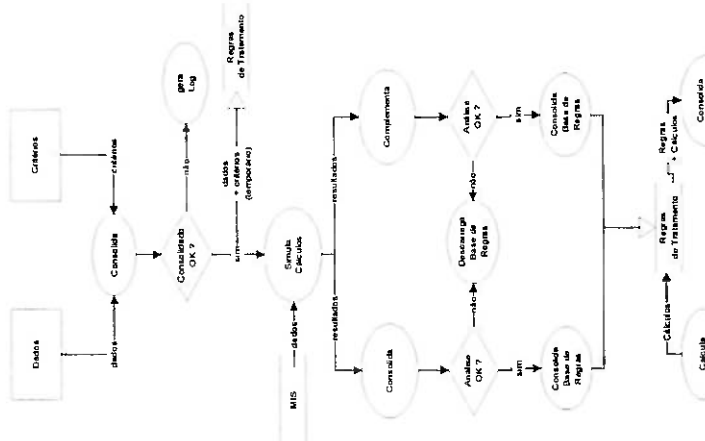 Dados
Critérios
dados
critérios
Consolida
Consolidado
OK ?
não
gera
Log
sim
dados
+ critérios
(temporário)
Regras
de Tratamento
MIS
dados
Simula
Cálculos
resultados
resultados
Consolida
Complementa
Análise
OK ?
não
Descarrega
Base de
Regras
não
Análise
OK ?
sim
sim
Consolida
Base de
Regras
Consolida
Base de
Regras
Calcula
Cálculos
Regras
de Tratamento
Regras
+ Cálculos
Consolida